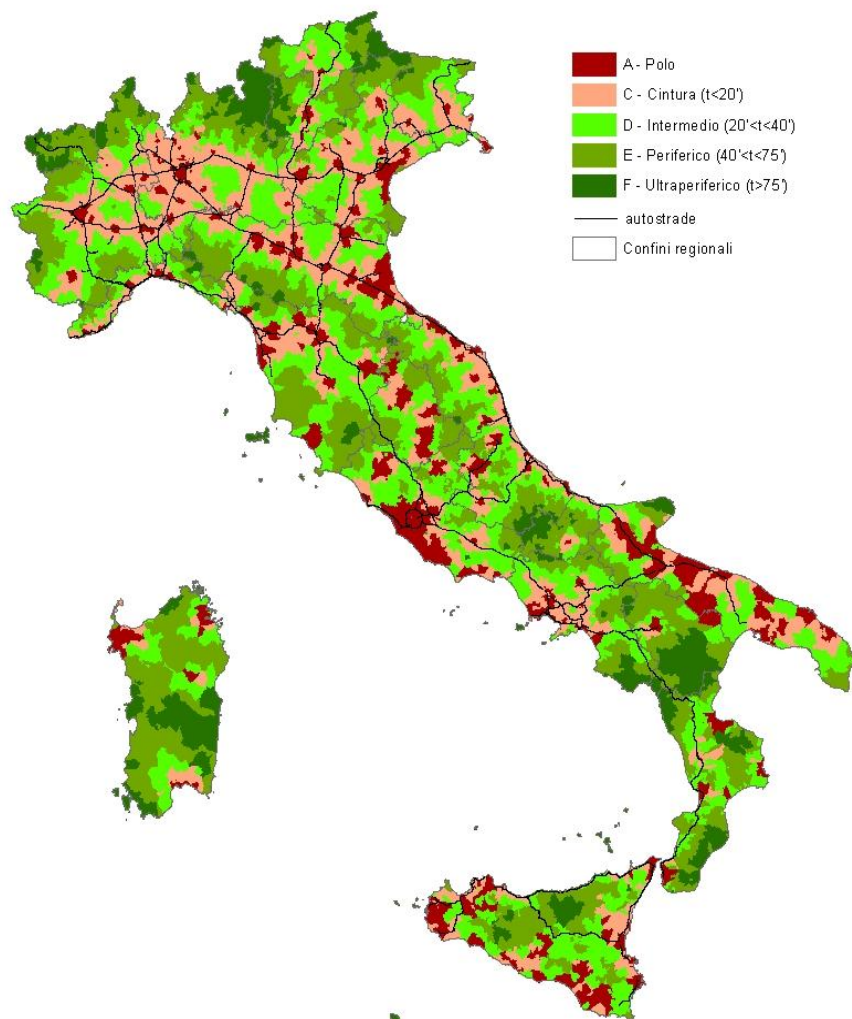 A - Polo
C - Cintura (t<20')
D - Intermedio (20'<t<40')
E - Periferico (40'<t<75')
F - Ultraperiferico (t>75')
autostrade
Confini regionali